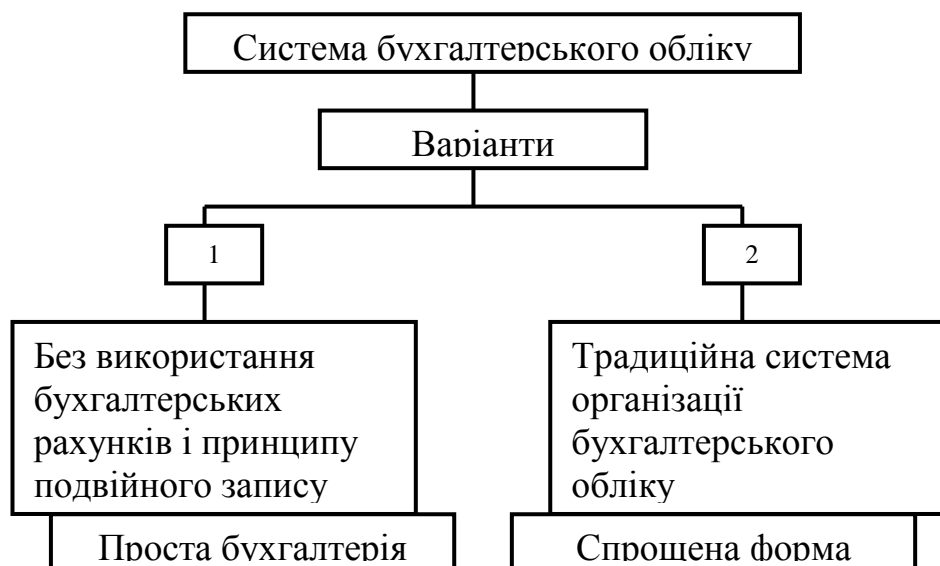 Система бухгалтерського обліку
Варіанти
1
2
Без використання
бухгалтерських
рахунків і принципу
подвійного запису
Традиційна система
організації
бухгалтерського
обліку
Проста бухгалтерія
Спрощена форма